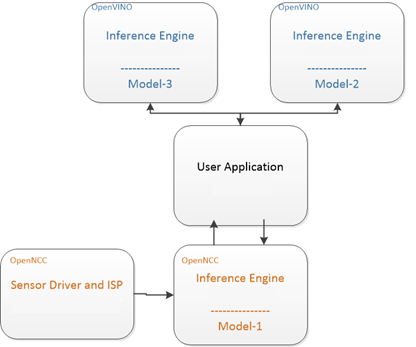 OpenVINO
Inference Engine
---------------
Model-3
OpenVINO
Inference Engine
---------------
Model-2
User Application
OpenNCC
Sensor Driver and ISP
OpenNCC
Inference Engine
---------------
Model-1